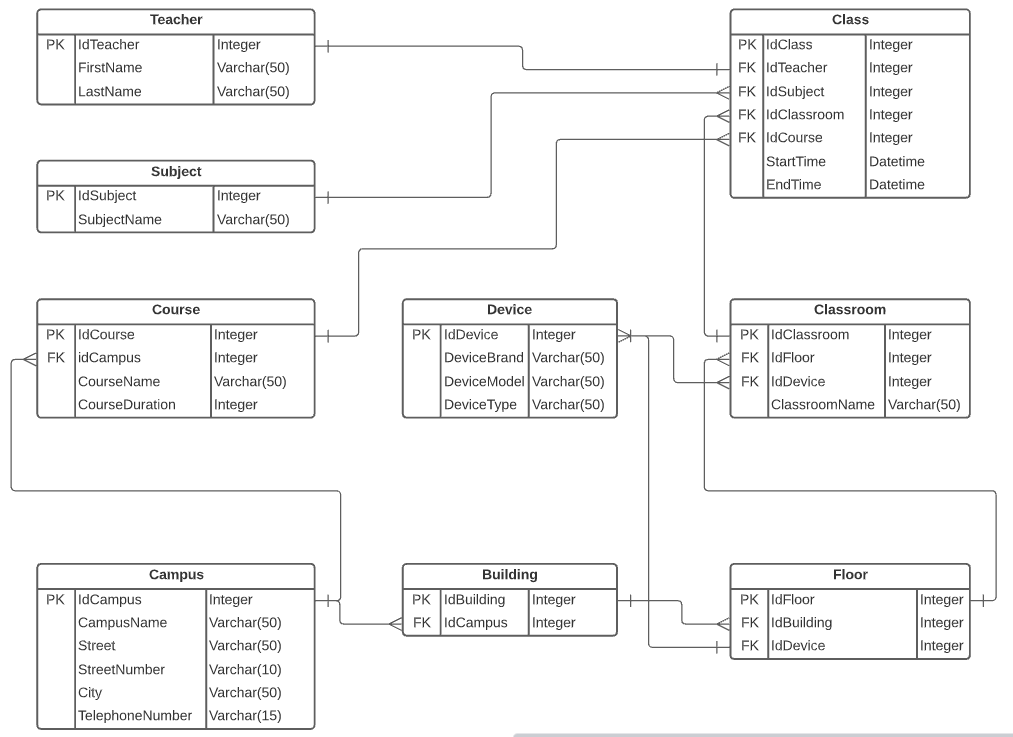 Teacher
PK IdTeacher Integer
FirstName Varchar(50)
LastName Varchar(50)
Class
PK IdClass Integer
FK IdTeacher Integer
FK IdSubject Integer
FK IdClassroom Integer
FK IdCourse Integer
StartTime Datetime
EndTime Datetime
Subject
PK IdSubject Integer
SubjectName Varchar(50)
Course
PK IdCourse Integer
FK idCampus Integer
CourseName Varchar(50)
CourseDuration Integer
Device
PK IdDevice Integer
DeviceBrand Varchar(50)
DeviceModel Varchar(50)
DeviceType Varchar(50)
Classroom
PK IdClassroom Integer
FK IdFloor Integer
FK IdDevice Integer
ClassroomName Varchar(50)
Campus
PK IdCampus Integer
CampusName Varchar(50)
Street Varchar(50)
StreetNumber Varchar(10)
City Varchar(50)
TelephoneNumber Varchar(15)
Building
PK IdBuilding Integer
FK IdCampus Integer
Floor
PK IdFloor Integer
FK IdBuilding Integer
FK IdDevice Integer